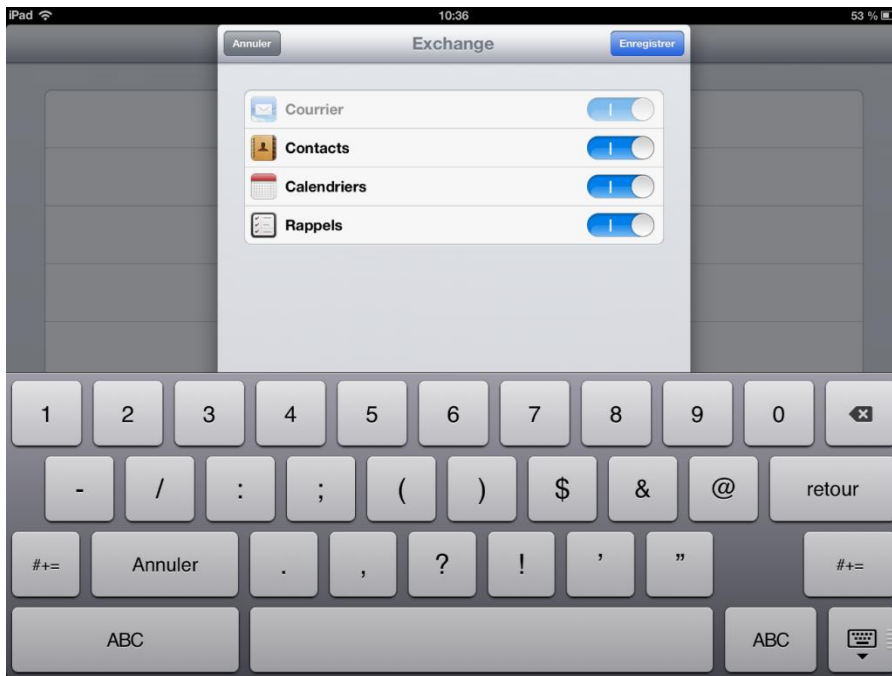 iPad 10:36 53 %
Annuler Exchange Enregistrer
Courrier
Contacts
Calendriers
Rappels
1 2 3 4 5 6 7 8 9 0
- / : ; ( ) $ & @ retour
#+= Annuler . , ? ! ’ ” #+=
ABC ABC